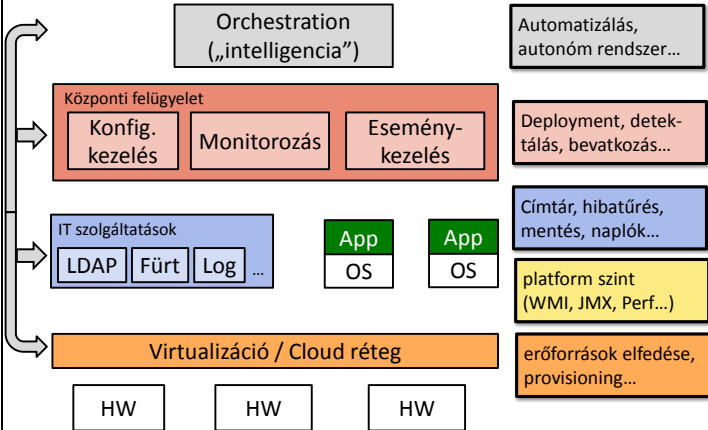 Orchestration
(„intelligencia”)
Automatizálás,
autonóm rendszer…
Központi felügyelet
Konfig.
kezelés
Monitorozás
Esemény-
kezelés
Deployment, detek-
tálás, bevatkozás…
IT szolgáltatások
LDAP
Fürt
Log
...
App
OS
App
OS
Címtár, hibatűrés,
mentés, naplók…
platform szint
(WMI, JMX, Perf…)
Virtualizáció / Cloud réteg
erőforrások elfedése,
provisioning…
HW
HW
HW